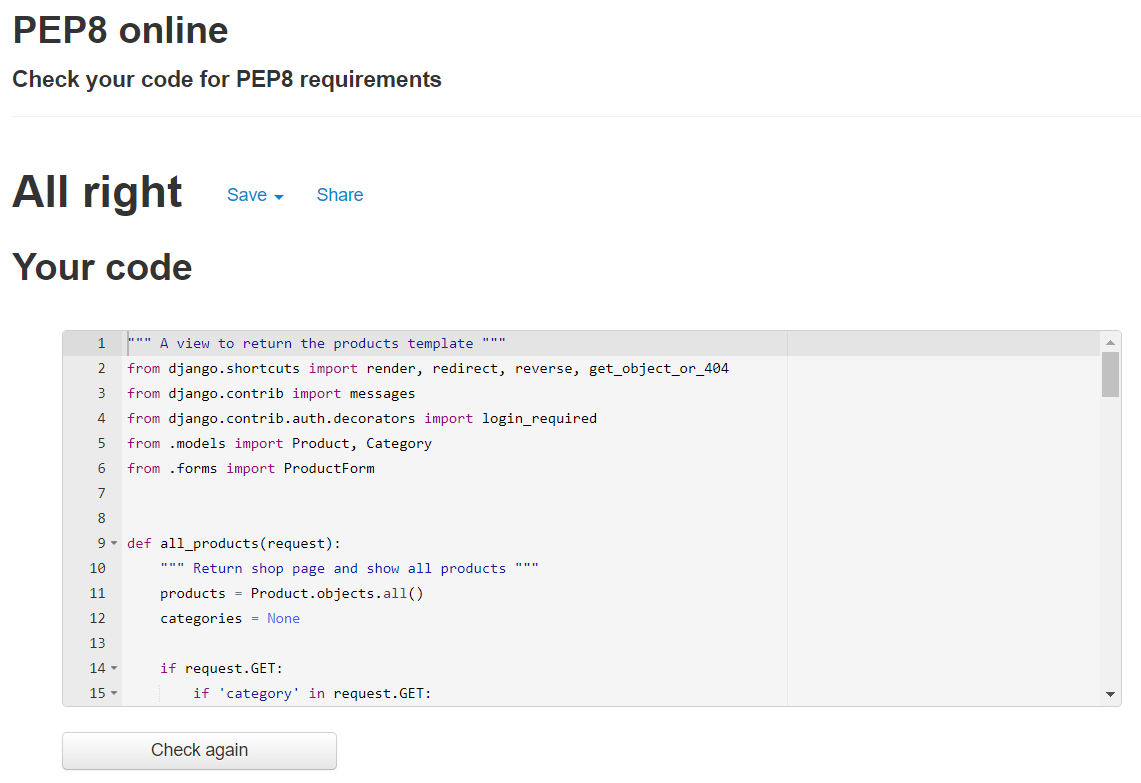 PEP8 online
Check your code for PEP8 requirements
All right Save Share
Your code
1 """ A view to return the products template """
2 from django.shortcuts import render, redirect, reverse, get_object_or_404
3 from django.contrib import messages
4 from django.contrib.auth.decorators import login_required
5 from .models import Product, Category
6 from .forms import ProductForm
7
8
9 def all_products(request):
10     """ Return shop page and show all products """
11     products = Product.objects.all()
12     categories = None
13
14     if request.GET:
15         if 'category' in request.GET:
Check again